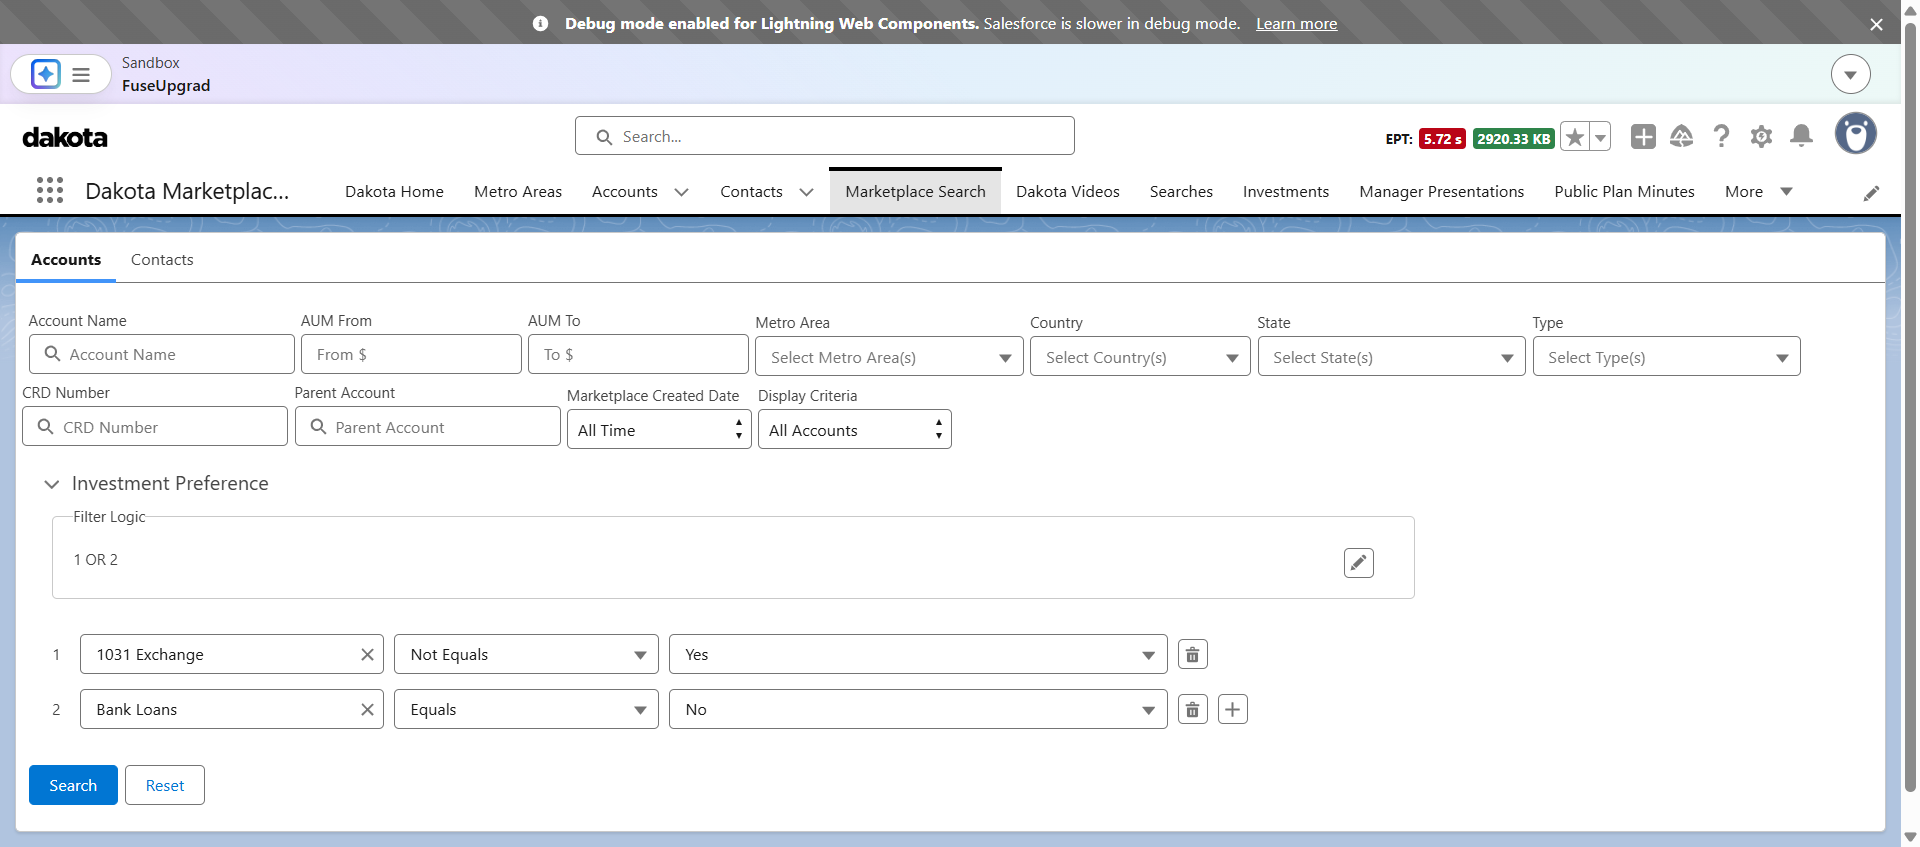 Debug mode enabled for Lightning Web Components. Salesforce is slower in debug mode. Learn more
Sandbox
FuseUpgrad
dakota
Search...
EPT: 5.72 s 2920.33 KB
Dakota Marketplac...
Dakota Home Metro Areas Accounts Contacts Marketplace Search Dakota Videos Searches Investments Manager Presentations Public Plan Minutes More
Accounts Contacts
Account Name AUM From AUM To Metro Area Country State Type
Account Name From $ To $ Select Metro Area(s) Select Country(s) Select State(s) Select Type(s)
CRD Number Parent Account Marketplace Created Date Display Criteria
CRD Number Parent Account All Time All Accounts
Investment Preference
Filter Logic
1 OR 2
1 1031 Exchange Not Equals Yes
2 Bank Loans Equals No
Search Reset